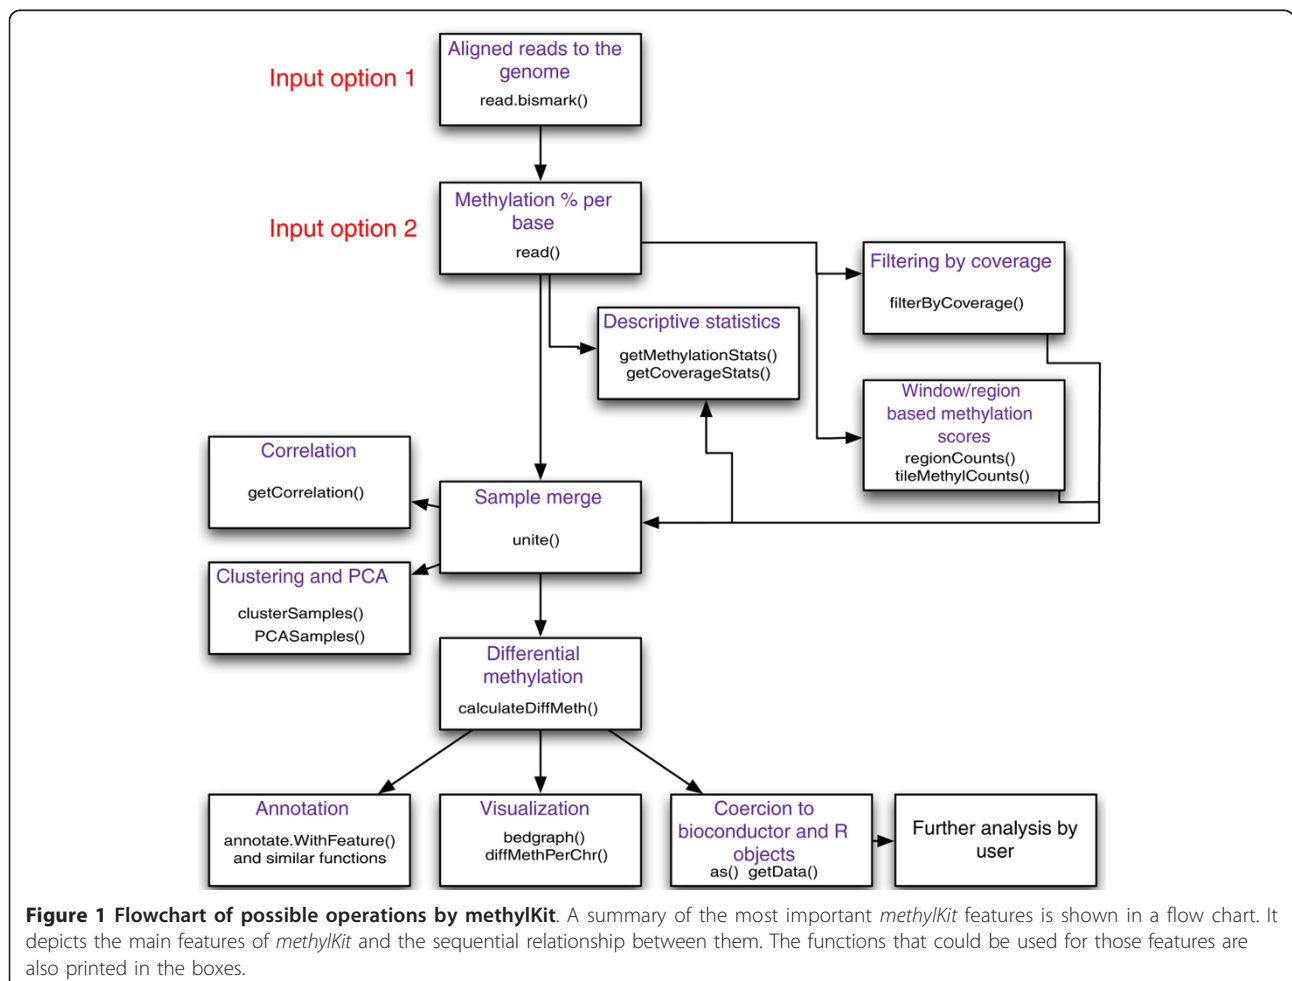 Input option 1
Aligned reads to the
genome
read.bismark()
Input option 2
Methylation % per
base
read()
Filtering by coverage
filterByCoverage()
Descriptive statistics
getMethylationStats()
getCoverageStats()
Window/region
based methylation
scores
regionCounts()
tileMethylCounts()
Correlation
getCorrelation()
Sample merge
unite()
Clustering and PCA
clusterSamples()
PCASamples()
Differential
methylation
calculateDiffMeth()
Annotation
annotate.WithFeature()
and similar functions
Visualization
bedgraph()
diffMethPerChr()
Coercion to
bioconductor and R
objects
as() getData()
Further analysis by
user
Figure 1 Flowchart of possible operations by methylKit. A summary of the most important methylKit features is shown in a flow chart. It
depicts the main features of methylKit and the sequential relationship between them. The functions that could be used for those features are
also printed in the boxes.